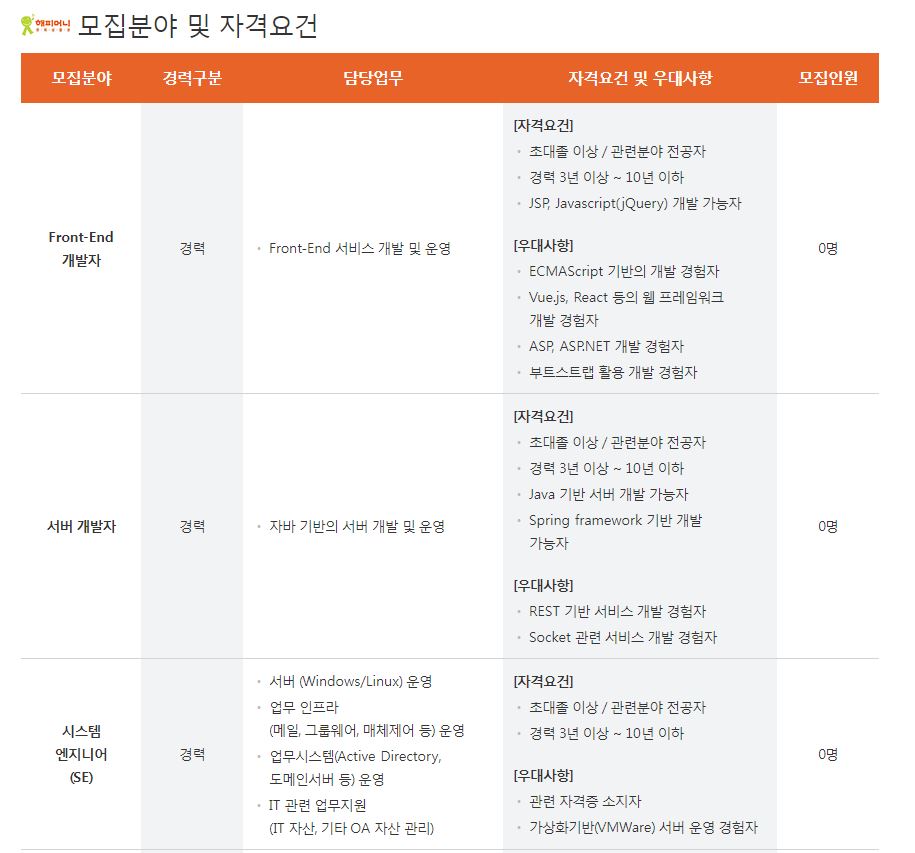 해피머니
모집분야 및 자격요건
모집분야 경력구분 담당업무 자격요건 및 우대사항 모집인원
Front-End
개발자
경력
· Front-End 서비스 개발 및 운영
[자격요건]
· 초대졸 이상 / 관련분야 전공자
· 경력 3년 이상 ~ 10년 이하
· JSP, Javascript(jQuery) 개발 가능자
[우대사항]
· ECMAScript 기반의 개발 경험자
· Vue.js, React 등의 웹 프레임워크
개발 경험자
· ASP, ASP.NET 개발 경험자
· 부트스트랩 활용 개발 경험자
0명
서버 개발자
경력
· 자바 기반의 서버 개발 및 운영
[자격요건]
· 초대졸 이상 / 관련분야 전공자
· 경력 3년 이상 ~ 10년 이하
· Java 기반 서버 개발 가능자
· Spring framework 기반 개발
가능자
[우대사항]
· REST 기반 서비스 개발 경험자
· Socket 관련 서비스 개발 경험자
0명
시스템
엔지니어
(SE)
경력
· 서버 (Windows/Linux) 운영
· 업무 인프라
(메일, 그룹웨어, 매체제어 등) 운영
· 업무시스템(Active Directory,
도메인서버 등) 운영
· IT 관련 업무지원
(IT 자산, 기타 OA 자산 관리)
[자격요건]
· 초대졸 이상 / 관련분야 전공자
· 경력 3년 이상 ~ 10년 이하
[우대사항]
· 관련 자격증 소지자
· 가상화기반(VMWare) 서버 운영 경험자
0명